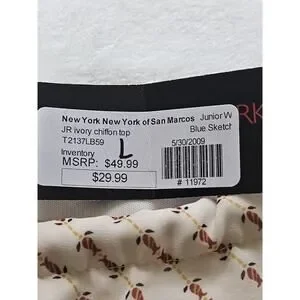 New York New York of San Marcos Junior W
JR ivory chiffon top Blue Sketch
T2137LB59 5/30/2009
Inventory L
MSRP: $49.99
$29.99 # 11972
RK